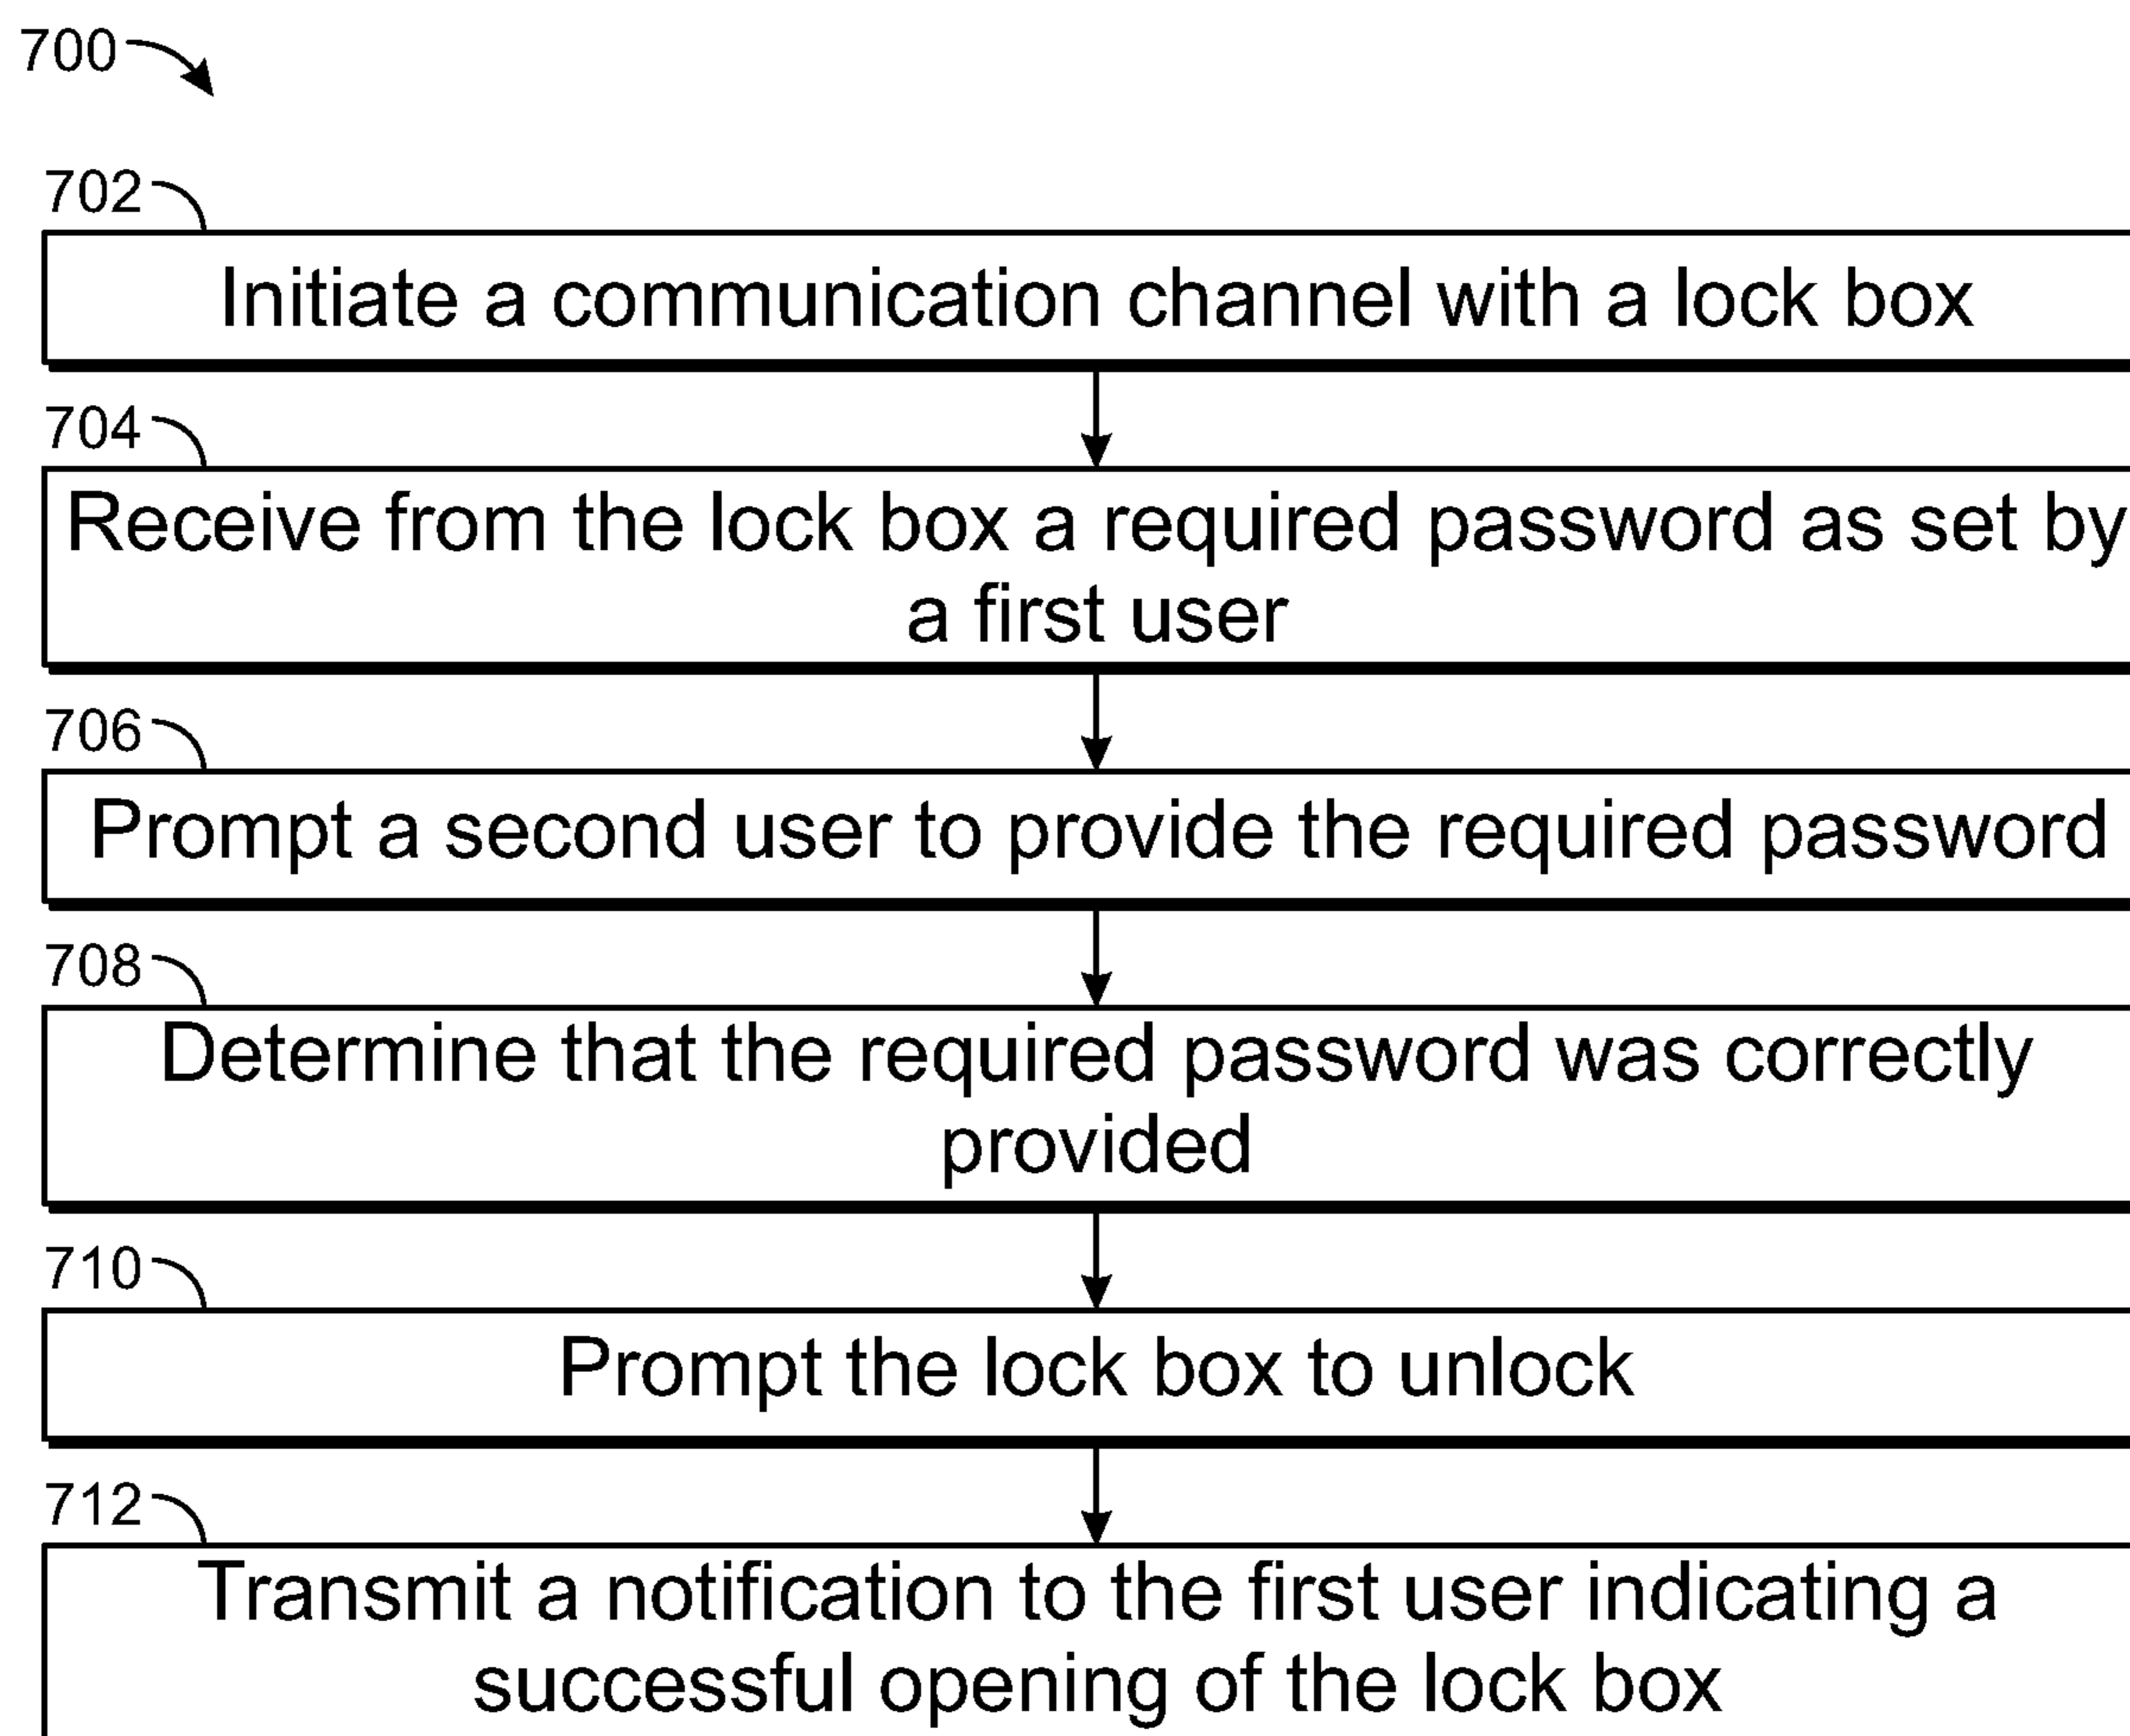 700
702
Initiate a communication channel with a lock box
704
Receive from the lock box a required password as set by
a first user
706
Prompt a second user to provide the required password
708
Determine that the required password was correctly
provided
710
Prompt the lock box to unlock
712
Transmit a notification to the first user indicating a
successful opening of the lock box